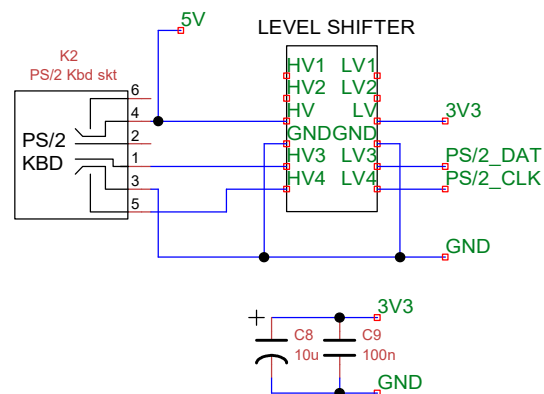 5V
LEVEL SHIFTER
K2
PS/2 Kbd skt
HV1 LV1
HV2 LV2
6
HV LV
4
3V3
PS/2
2
GND GND
KBD
1
HV3 LV3
PS/2_DAT
3
HV4 LV4
PS/2_CLK
5
GND
3V3
+
C8
10u
C9
100n
GND